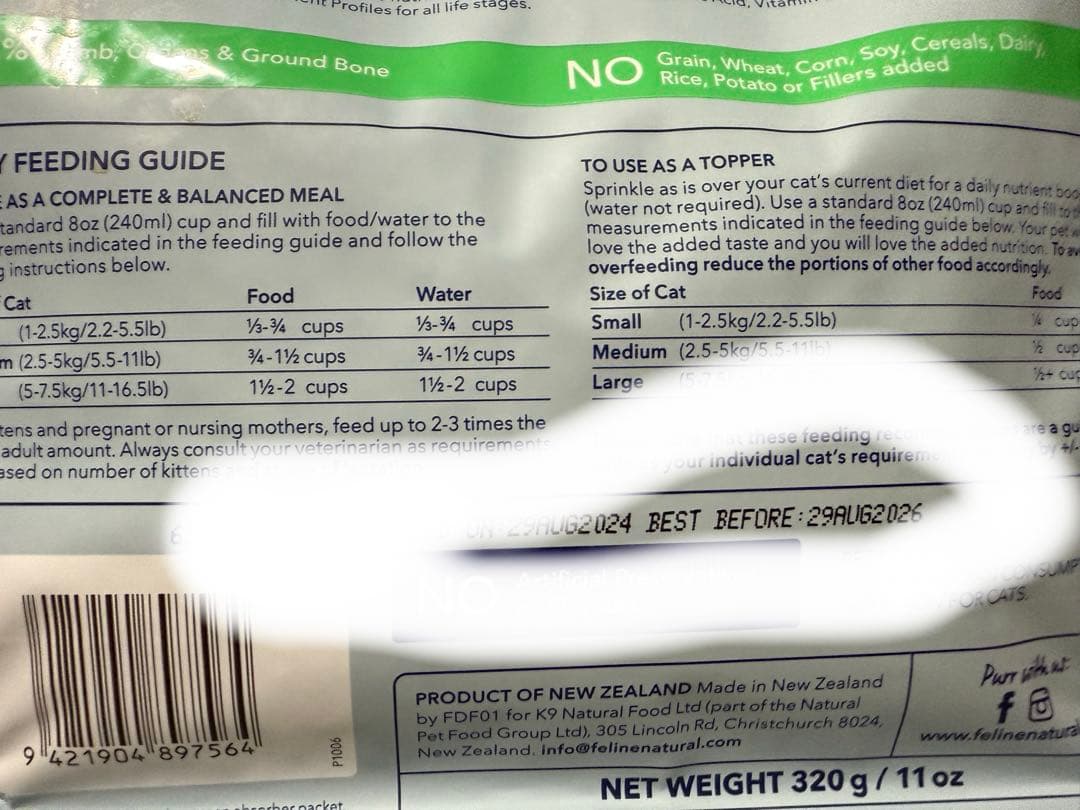 Profiles for all life stages.
& Ground Bone
NO Grain, Wheat, Corn, Soy, Cereals, Dairy,
Rice, Potato or Fillers added
FEEDING GUIDE
AS A COMPLETE & BALANCED MEAL
tandard 8oz (240ml) cup and fill with food/water to the
rements indicated in the feeding guide and follow the
instructions below.
Cat Food Water
(1-2.5kg/2.2-5.5lb) ⅓-¾ cups ⅓-¾ cups
m (2.5-5kg/5.5-11lb) ¾-1½ cups ¾-1½ cups
(5-7.5kg/11-16.5lb) 1½-2 cups 1½-2 cups
tens and pregnant or nursing mothers, feed up to 2-3 times the
adult amount. Always consult your veterinarian as requirements
ased on number of kittens
TO USE AS A TOPPER
Sprinkle as is over your cat's current diet for a daily nutrient
(water not required). Use a standard 8oz (240ml) cup and fill
measurements indicated in the feeding guide below. Your pet
love the added taste and you will love the added nutrition. To
overfeeding reduce the portions of other food accordingly.
Size of Cat Food
Small (1-2.5kg/2.2-5.5lb) ¼ cup
Medium (2.5-5kg/5.5-11lb) ½ cup
Large ½+ cup
these feeding are a
your individual cat's by +/-
29AUG2024 BEST BEFORE:29AUG2026
NO Artificial
FOR CATS.
9 421904 897564
P1006
PRODUCT OF NEW ZEALAND Made in New Zealand
by FDF01 for K9 Natural Food Ltd (part of the Natural
Pet Food Group Ltd), 305 Lincoln Rd, Christchurch 8024,
New Zealand. info@felinenatural.com
Purr with us
www.felinenatural
NET WEIGHT 320g / 11oz
packet